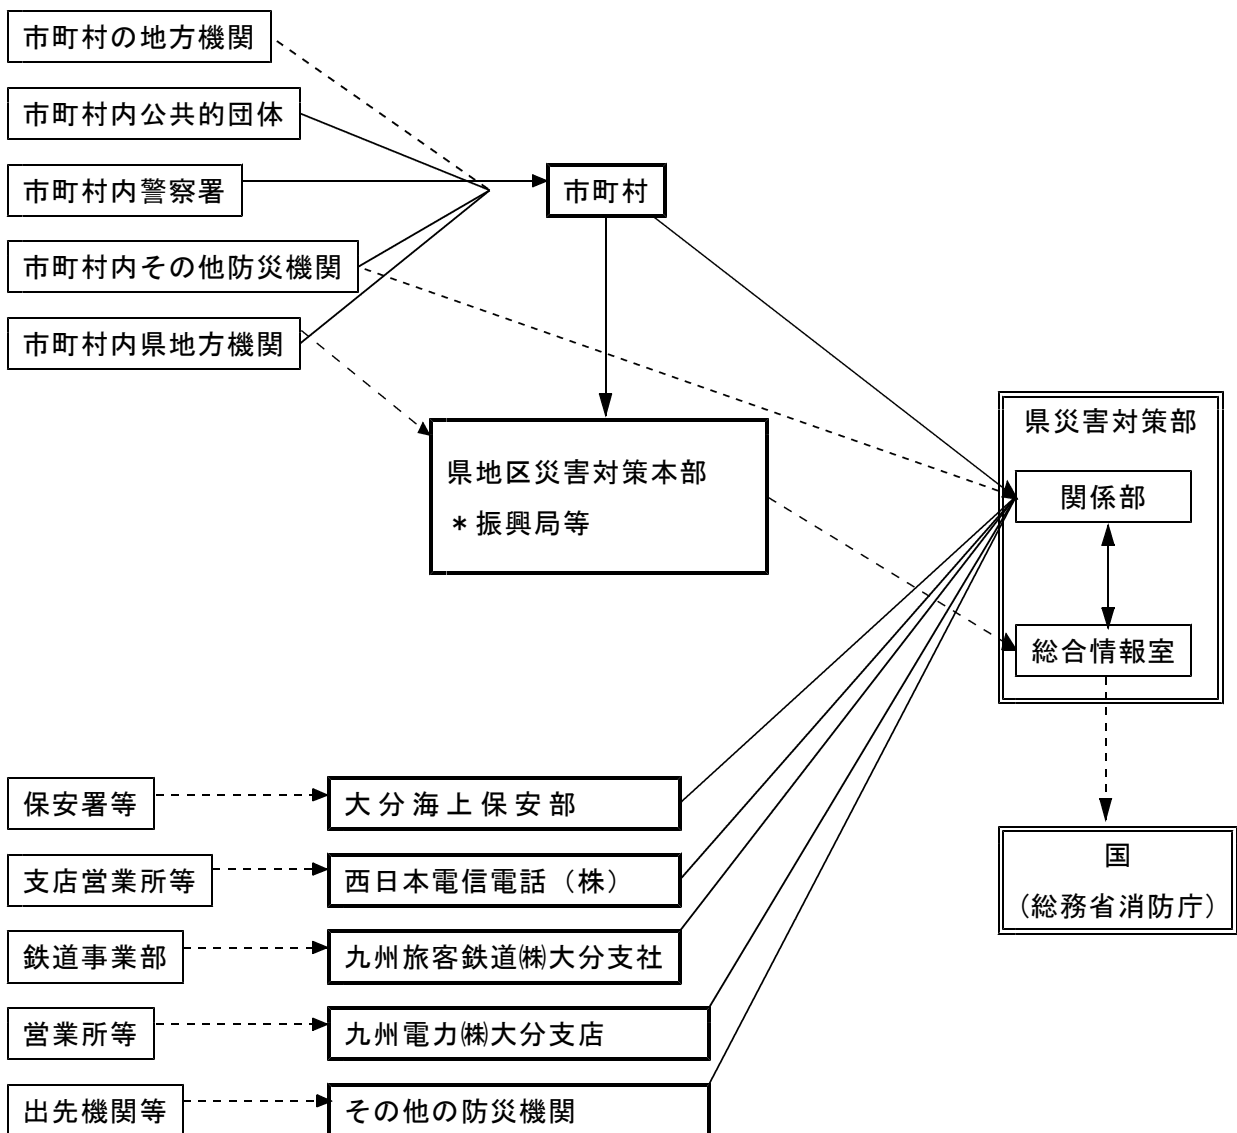 市町村の地方機関
市町村内公共的団体
市町村内警察署
市町村
市町村内その他防災機関
市町村内県地方機関
県災害対策部
県地区災害対策本部
＊振興局等
関係部
総合情報室
保安署等
大分海上保安部
支店営業所等
西日本電信電話（株）
国
（総務省消防庁）
鉄道事業部
九州旅客鉄道㈱大分支社
営業所等
九州電力㈱大分支店
出先機関等
その他の防災機関